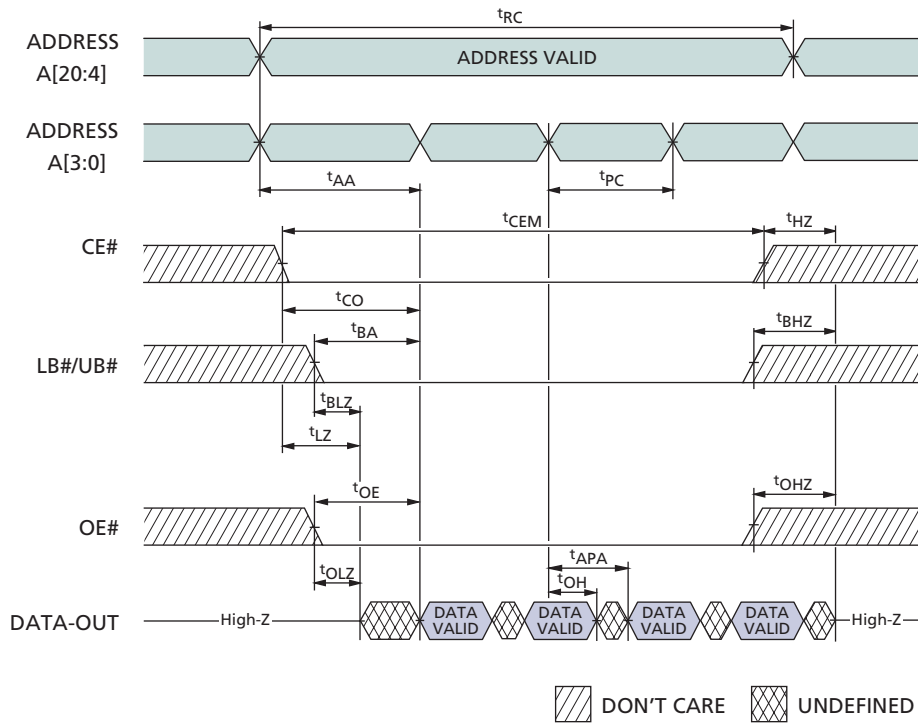 tRC
ADDRESS
A[20:4]
ADDRESS VALID
ADDRESS
A[3:0]
tAA
tPC
tCEM
tHZ
CE#
tCO
tBHZ
tBA
LB#/UB#
tBLZ
tLZ
tOE
tOHZ
OE#
tAPA
tOLZ
tOH
DATA-OUT
High-Z
DATA
VALID
DATA
VALID
DATA
VALID
DATA
VALID
High-Z
DON'T CARE
UNDEFINED